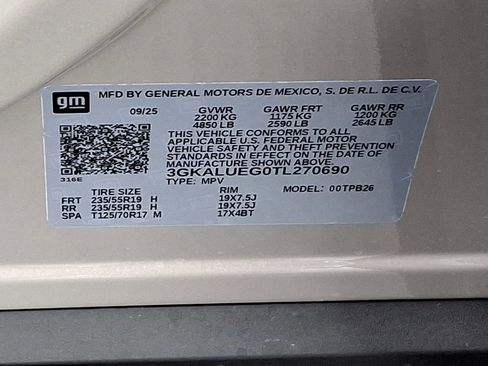 gm
MFD BY GENERAL MOTORS DE MEXICO, S. DE R.L. DE C.V.
09/25 GVWR GAWR FRT GAWR RR
2200 KG 1175 KG 1200 KG
4850 LB 2590 LB 2645 LB
THIS VEHICLE CONFORMS TO ALL
APPLICABLE U.S. FEDERAL MOTOR
VEHICLE SAFETY AND THEFT PREVENTION
STANDARDS IN EFFECT ON THE DATE OF
MANUFACTURE SHOWN ABOVE.
3GKALUEG0TL270690
316E TYPE: MPV
TIRE SIZE RIM MODEL: 00TPB26
FRT 235/55R19 H 19X7.5J
RR 235/55R19 H 19X7.5J
SPA T125/70R17 M 17X4BT